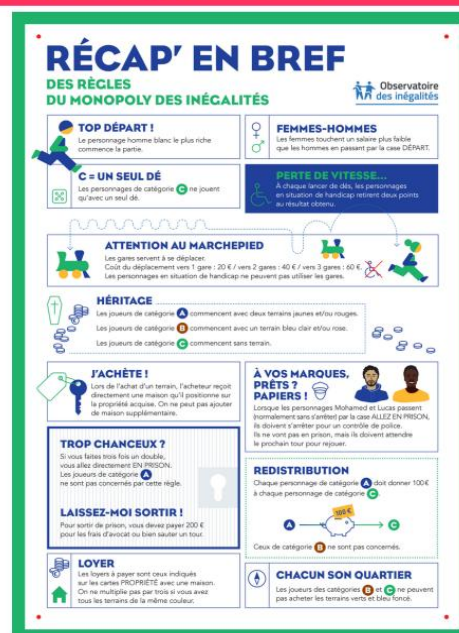 RÉCAP' EN BREF
DES RÈGLES
DU MONOPOLY DES INÉGALITÉS
Observatoire
des inégalités
TOP DÉPART !
Le personnage homme blanc le plus riche
commence la partie.
FEMMES-HOMMES
Les femmes touchent un salaire plus faible
que les hommes en passant par la case DÉPART.
C = UN SEUL DÉ
Les personnages de catégorie C ne jouent
qu'avec un seul dé.
PERTE DE VITESSE...
À chaque lancer de dés, les personnages
en situation de handicap retirent deux points
au résultat obtenu.
ATTENTION AU MARCHEPIED
Les gares servent à se déplacer.
Coût du déplacement vers 1 gare : 20 € / vers 2 gares : 40 € / vers 3 gares : 60 €.
Les personnages en situation de handicap ne peuvent pas utiliser les gares.
HÉRITAGE
Les joueurs de catégorie A commencent avec deux terrains jaunes et/ou rouges.
Les joueurs de catégorie B commencent avec un terrain bleu clair et/ou rose.
Les joueurs de catégorie C commencent sans terrain.
J'ACHÈTE !
Lors de l'achat d'un terrain, l'acheteur reçoit
directement une maison qu'il positionne sur
la propriété acquise. On ne peut pas ajouter
de maison supplémentaire.
À VOS MARQUES,
PRÊTS ?
PAPIERS !
Lorsque les personnages Mohamed et Lucas passent
(normalement sans s'arrêter) par la case ALLEZ EN PRISON,
ils doivent s'arrêter pour un contrôle de police.
Ils ne vont pas en prison, mais ils doivent attendre
le prochain tour pour rejouer.
TROP CHANCEUX ?
Si vous faites trois fois un double,
vous allez directement EN PRISON.
Les joueurs de catégorie A
ne sont pas concernés par cette règle.
LAISSEZ-MOI SORTIR !
Pour sortir de prison, vous devez payer 200 €
pour les frais d'avocat ou bien sauter un tour.
REDISTRIBUTION
Chaque personnage de catégorie A doit donner 100€
à chaque personnage de catégorie C.
100 €
A C
Ceux de catégorie B ne sont pas concernés.
LOYER
Les loyers à payer sont ceux indiqués
sur les cartes PROPRIÉTÉ avec une maison.
On ne multiplie pas par trois si vous avez
tous les terrains de la même couleur.
CHACUN SON QUARTIER
Les joueurs des catégories B et C ne peuvent
pas acheter les terrains verts et bleu foncé.